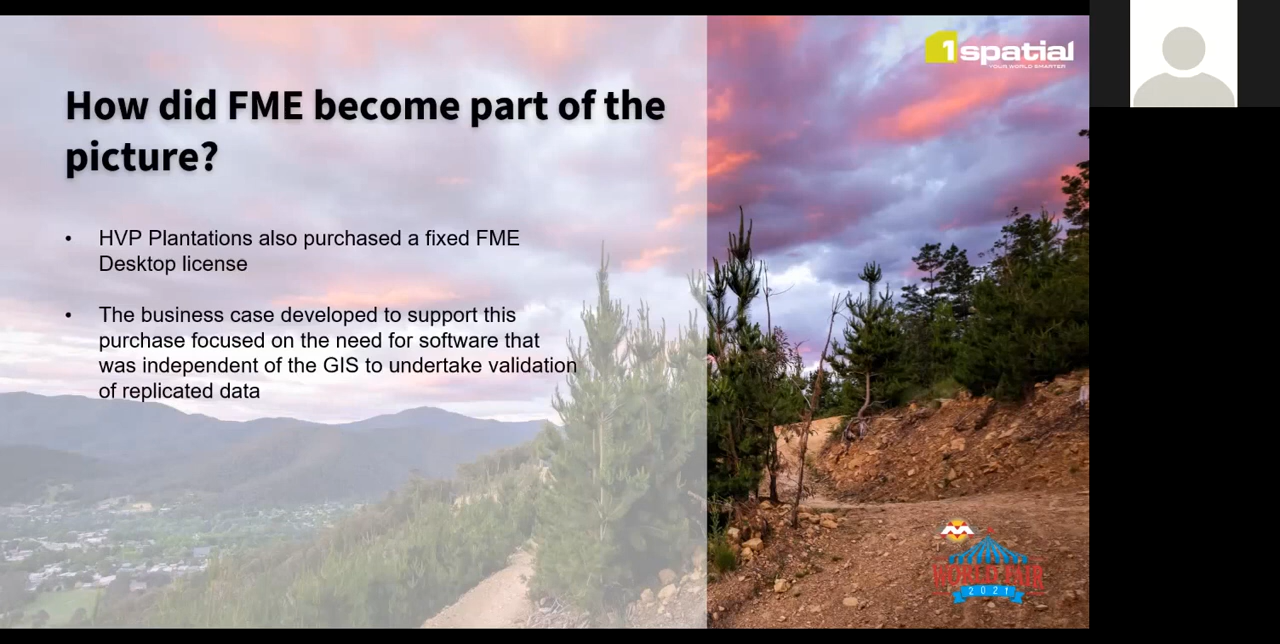 1spatial
YOUR WORLD SMARTER
How did FME become part of the
picture?
• HVP Plantations also purchased a fixed FME
Desktop license
• The business case developed to support this
purchase focused on the need for software that
was independent of the GIS to undertake validation
of replicated data
WORLD FAIR
2021